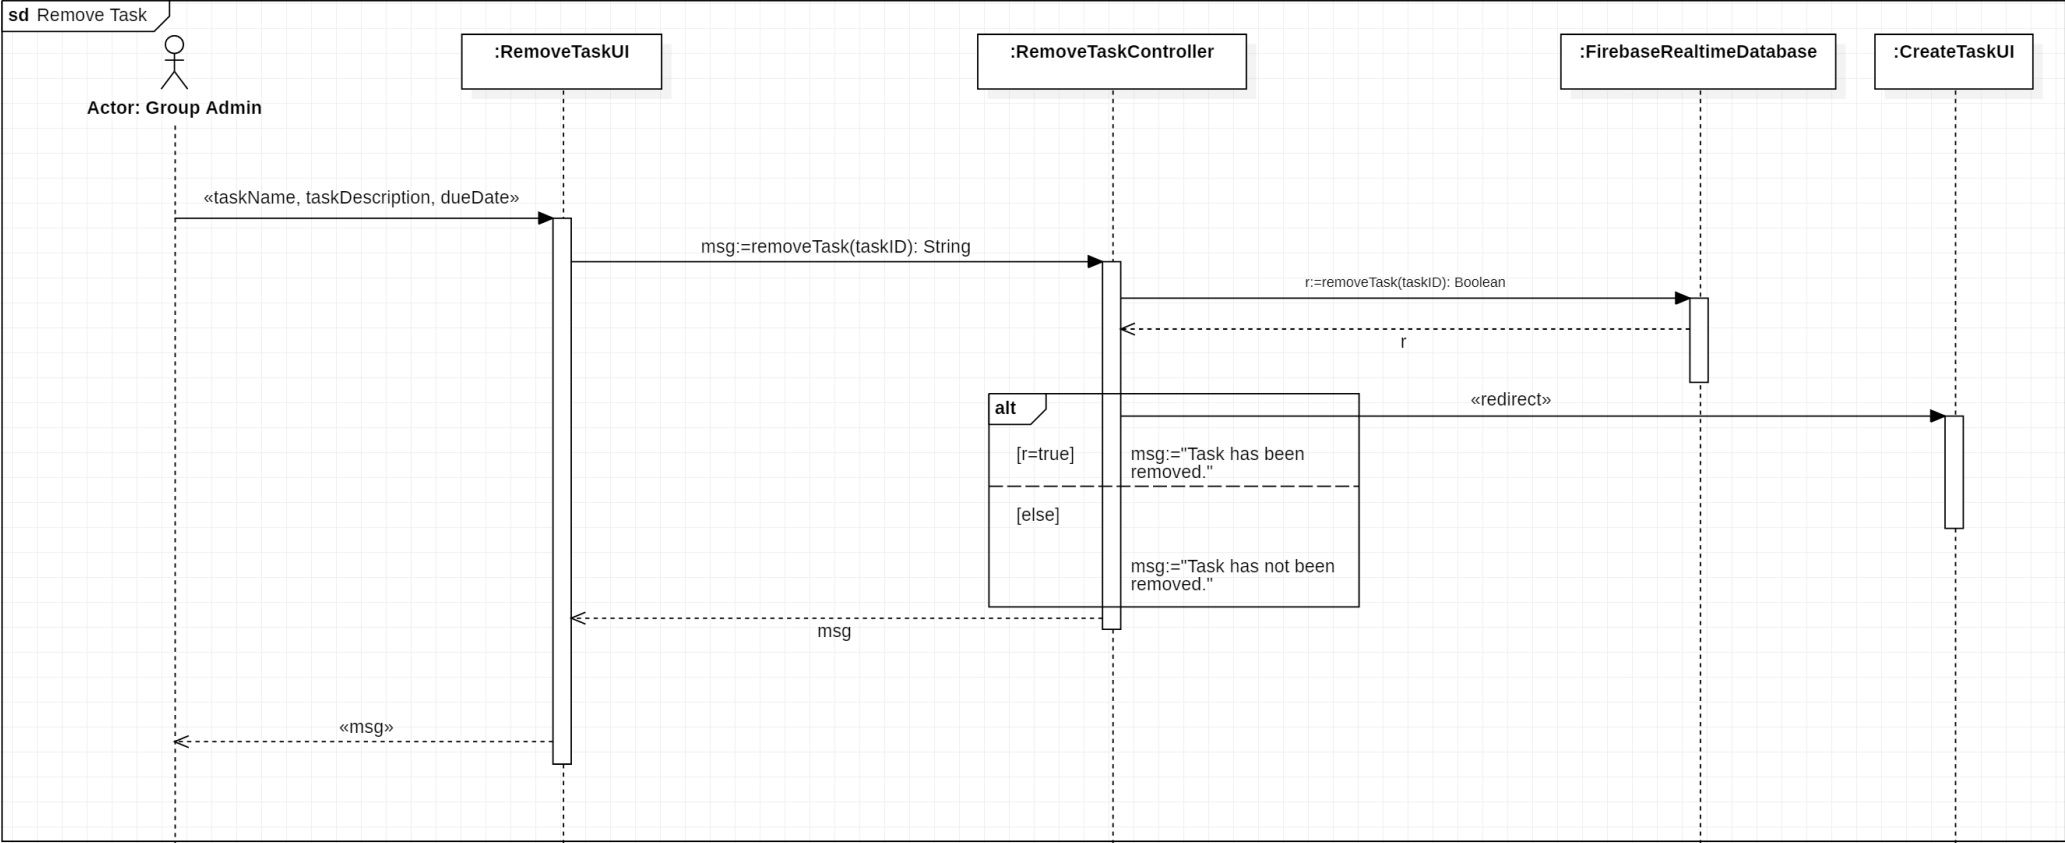 sd Remove Task
:RemoveTaskUI
:RemoveTaskController
:FirebaseRealtimeDatabase
:CreateTaskUI
Actor: Group Admin
«taskName, taskDescription, dueDate»
msg:=removeTask(taskID): String
r:=removeTask(taskID): Boolean
r
«redirect»
alt
[r=true]
msg:="Task has been
removed."
[else]
msg:="Task has not been
removed."
msg
«msg»